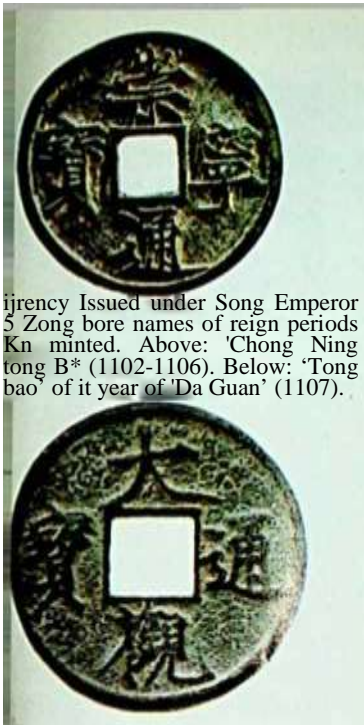 崇寧通寶
ijrency Issued under Song Emperor
5 Zong bore names of reign periods
Kn minted. Above: 'Chong Ning
tong B* (1102-1106). Below: ‘Tong
bao’ of it year of 'Da Guan’ (1107).
大觀通寶